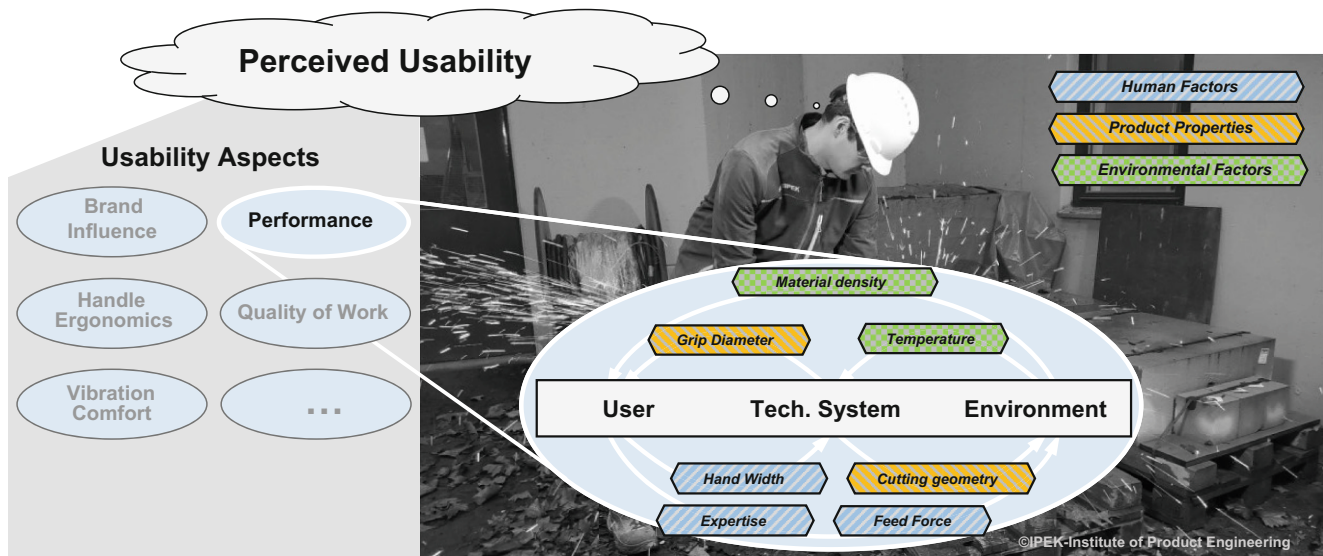 Perceived Usability
Human Factors
Product Properties
Environmental Factors
Usability Aspects
Brand
Influence
Performance
Handle
Ergonomics
Quality of Work
Vibration
Comfort
...
IPEK
Material density
Grip Diameter
Temperature
User
Tech. System
Environment
Hand Width
Cutting geometry
Expertise
Feed Force
©IPEK-Institute of Product Engineering